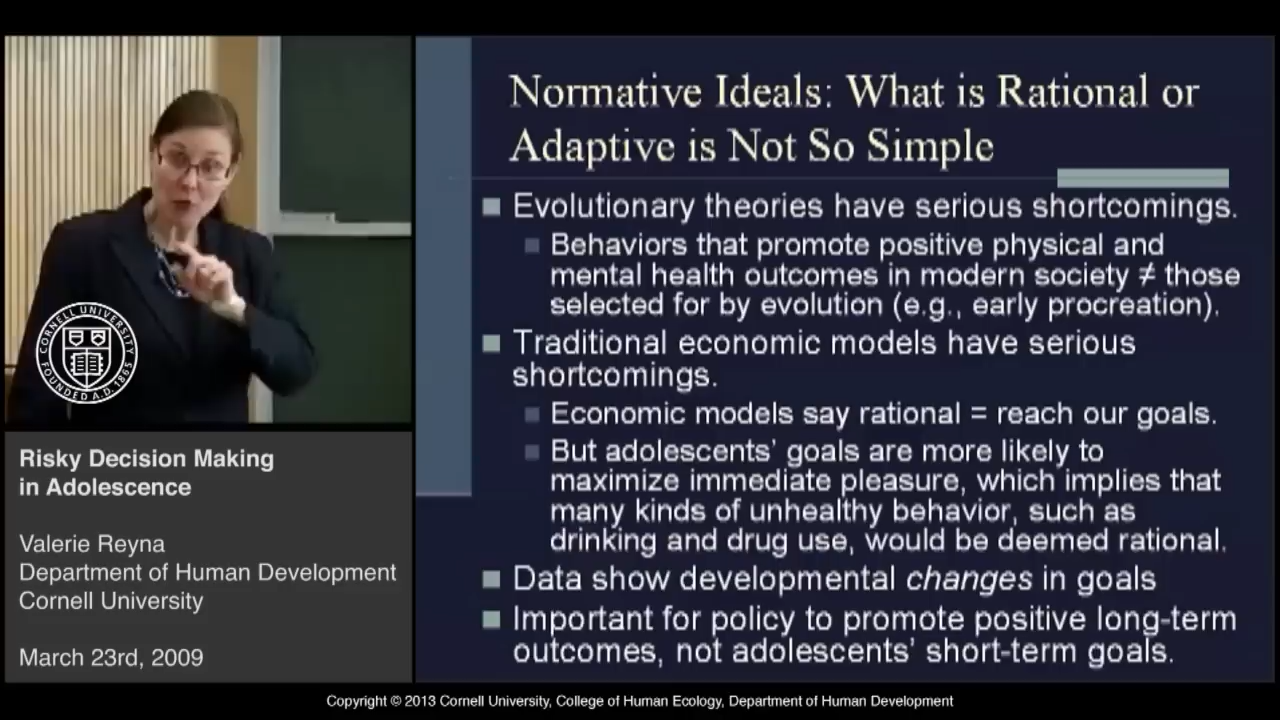 Normative Ideals: What is Rational or
Adaptive is Not So Simple
Evolutionary theories have serious shortcomings.
Behaviors that promote positive physical and
mental health outcomes in modern society ≠ those
selected for by evolution (e.g., early procreation).
Traditional economic models have serious
shortcomings.
Economic models say rational = reach our goals.
But adolescents' goals are more likely to
maximize immediate pleasure, which implies that
many kinds of unhealthy behavior, such as
drinking and drug use, would be deemed rational.
Data show developmental changes in goals
Important for policy to promote positive long-term
outcomes, not adolescents' short-term goals.
CORNELL UNIVERSITY
FOUNDED A.D. 1865
Risky Decision Making
in Adolescence
Valerie Reyna
Department of Human Development
Cornell University
March 23rd, 2009
Copyright © 2013 Cornell University, College of Human Ecology, Department of Human Development